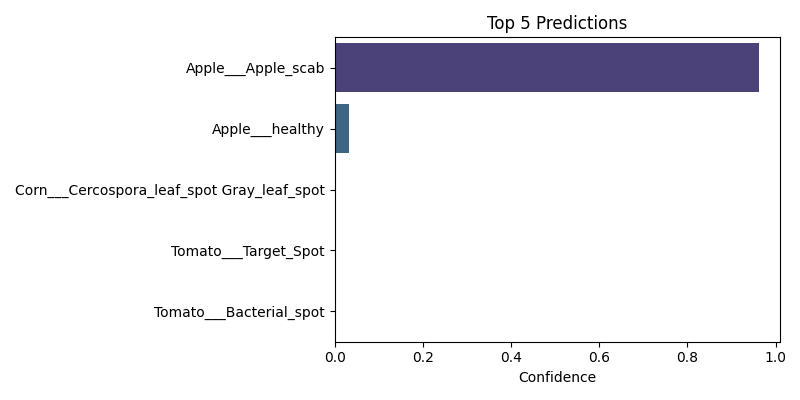 Top 5 Predictions
Apple___Apple_scab
Apple___healthy
Corn___Cercospora_leaf_spot Gray_leaf_spot
Tomato___Target_Spot
Tomato___Bacterial_spot
0.0 0.2 0.4 0.6 0.8 1.0
Confidence